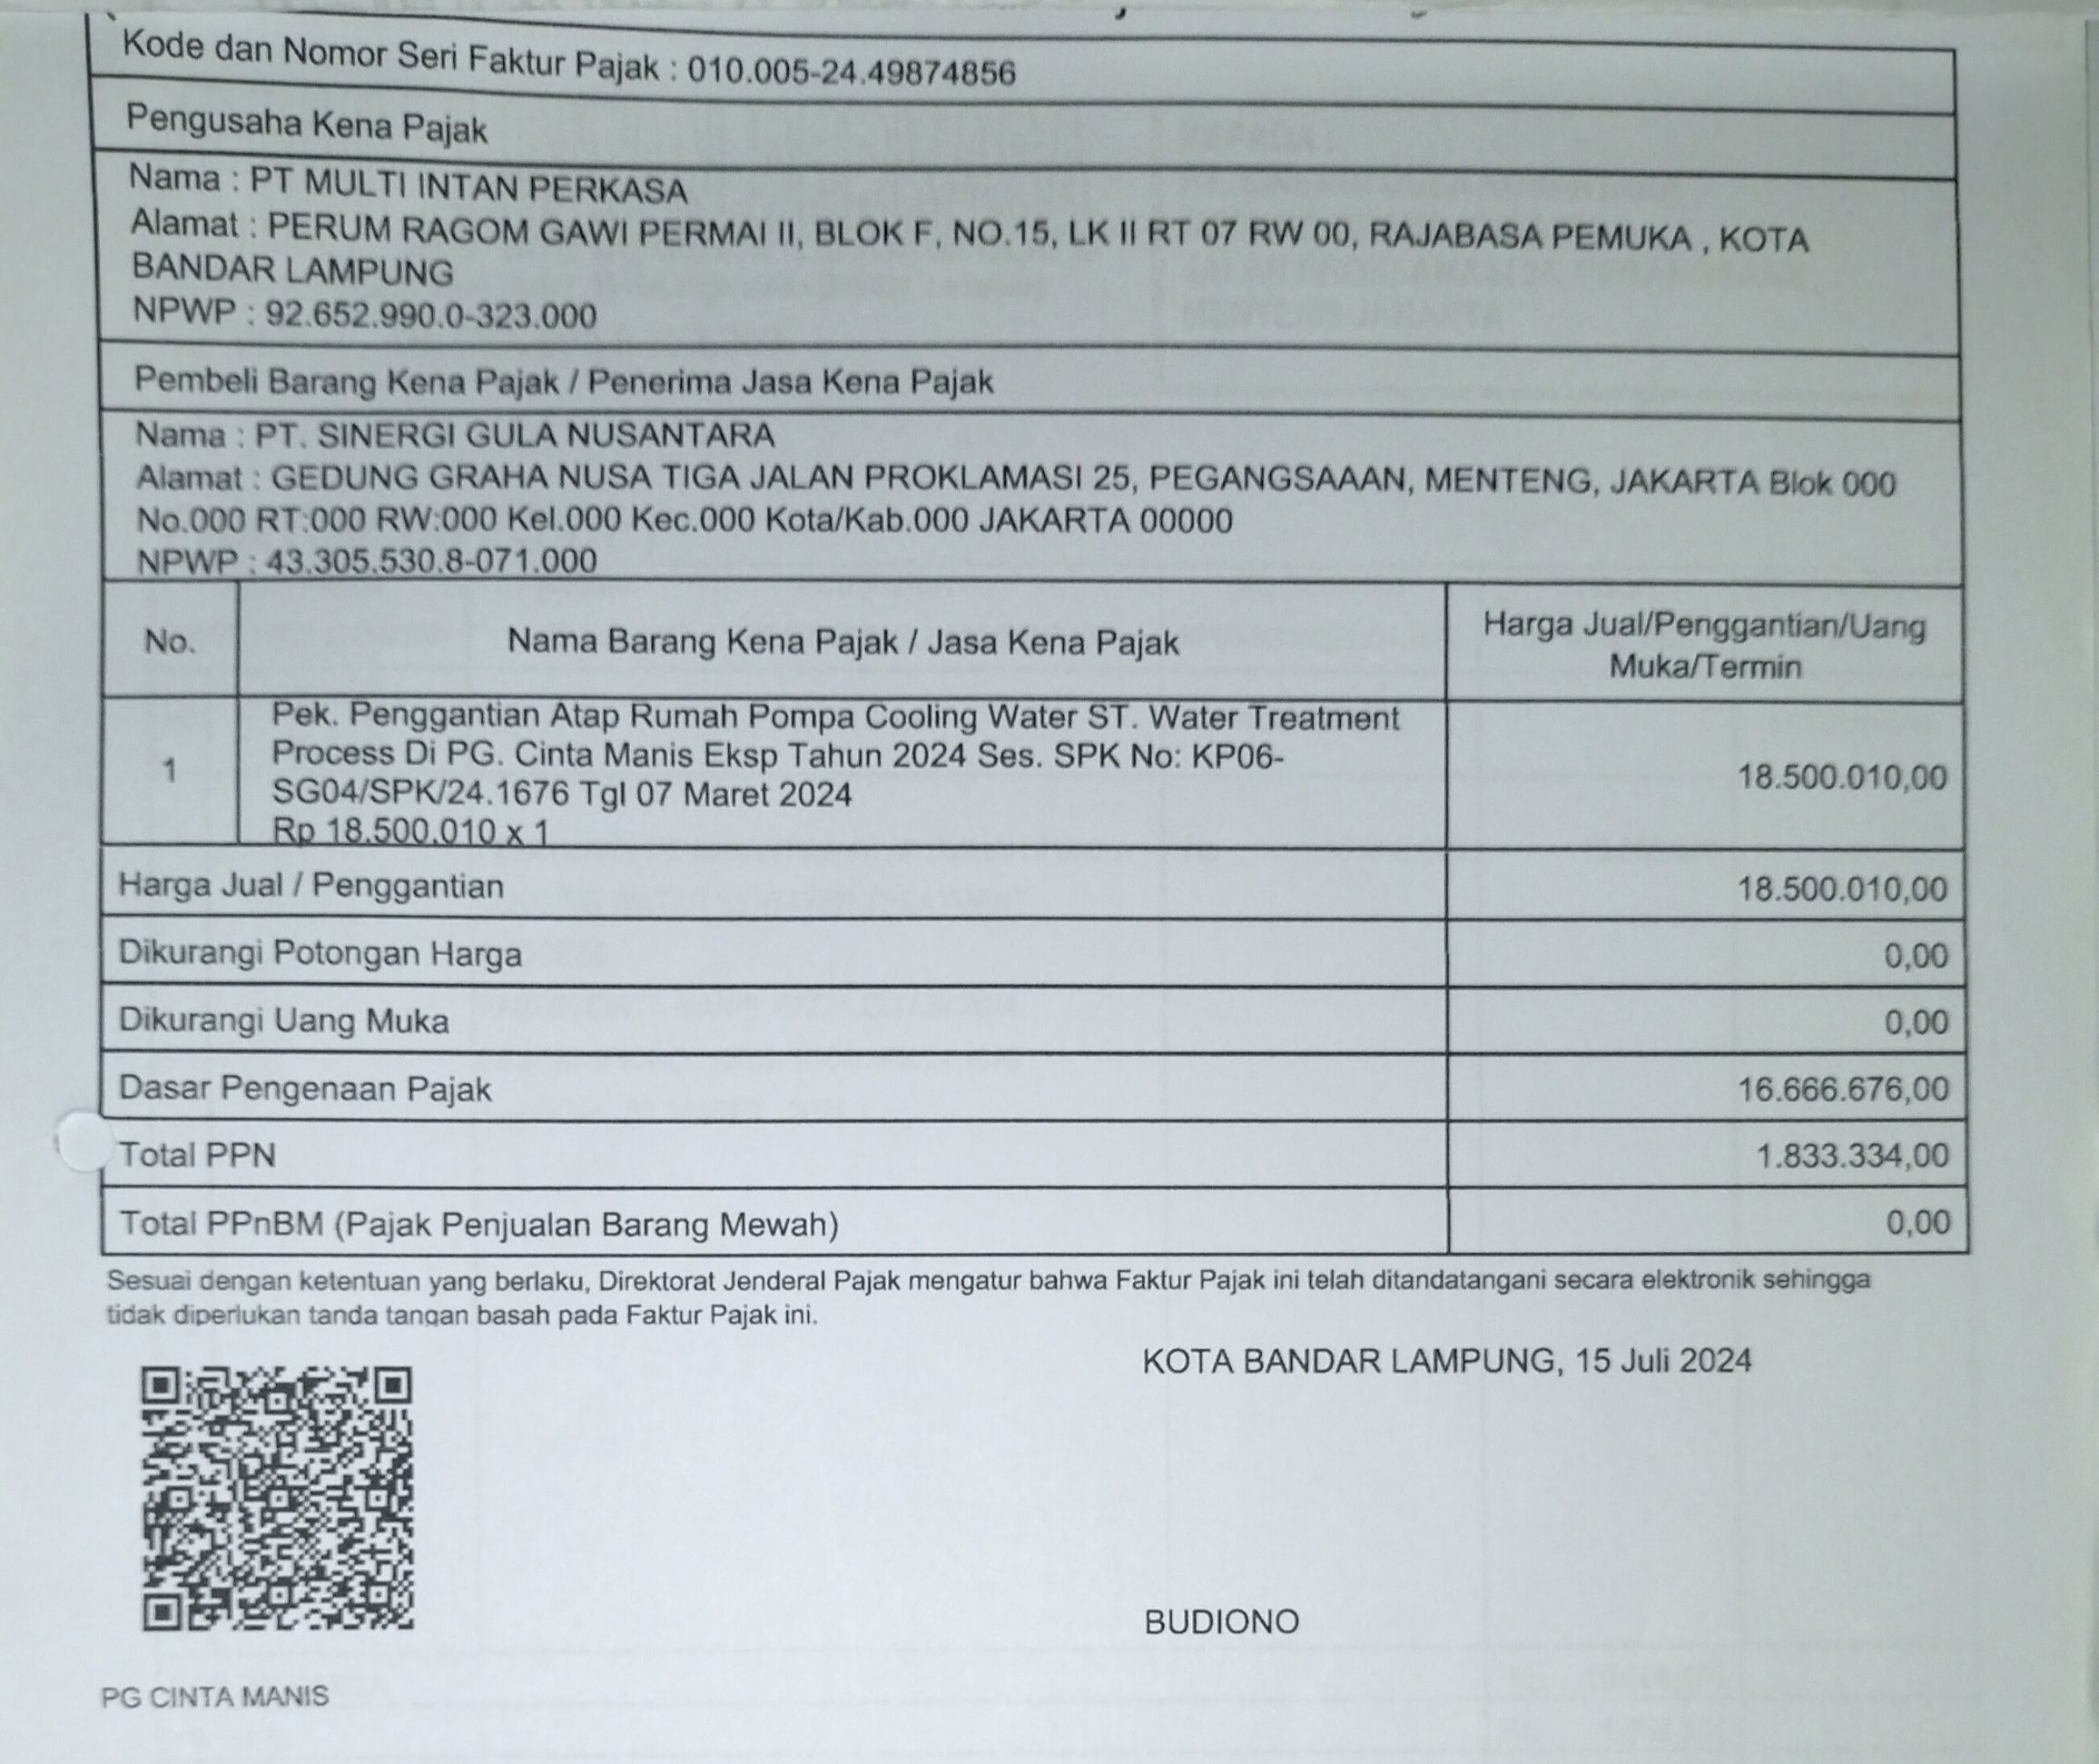 Kode dan Nomor Seri Faktur Pajak : 010.005-24.49874856
Pengusaha Kena Pajak
Nama : PT MULTI INTAN PERKASA
Alamat : PERUM RAGOM GAWI PERMAI II, BLOK F, NO.15, LK II RT 07 RW 00, RAJABASA PEMUKA , KOTA
BANDAR LAMPUNG
NPWP : 92.652.990.0-323.000
Pembeli Barang Kena Pajak / Penerima Jasa Kena Pajak
Nama : PT. SINERGI GULA NUSANTARA
Alamat : GEDUNG GRAHA NUSA TIGA JALAN PROKLAMASI 25, PEGANGSAAAN, MENTENG, JAKARTA Blok 000
No.000 RT:000 RW:000 Kel.000 Kec.000 Kota/Kab.000 JAKARTA 00000
NPWP : 43.305.530.8-071.000
No.
Nama Barang Kena Pajak / Jasa Kena Pajak
Harga Jual/Penggantian/Uang
Muka/Termin
1
Pek. Penggantian Atap Rumah Pompa Cooling Water ST. Water Treatment
Process Di PG. Cinta Manis Eksp Tahun 2024 Ses. SPK No: KP06-
SG04/SPK/24.1676 Tgl 07 Maret 2024
Rp 18.500.010 x 1
18.500.010,00
Harga Jual / Penggantian 18.500.010,00
Dikurangi Potongan Harga 0,00
Dikurangi Uang Muka 0,00
Dasar Pengenaan Pajak 16.666.676,00
Total PPN 1.833.334,00
Total PPnBM (Pajak Penjualan Barang Mewah) 0,00
Sesuai dengan ketentuan yang berlaku, Direktorat Jenderal Pajak mengatur bahwa Faktur Pajak ini telah ditandatangani secara elektronik sehingga
tidak diperlukan tanda tangan basah pada Faktur Pajak ini.
KOTA BANDAR LAMPUNG, 15 Juli 2024
BUDIONO
PG CINTA MANIS